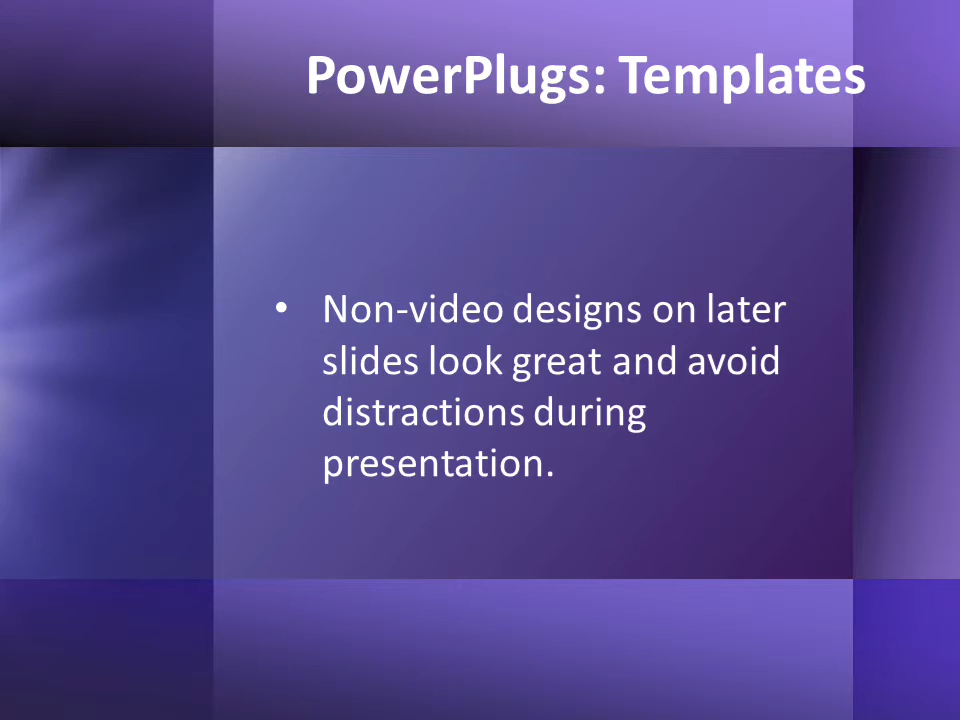 PowerPlugs: Templates
• Non-video designs on later
slides look great and avoid
distractions during
presentation.